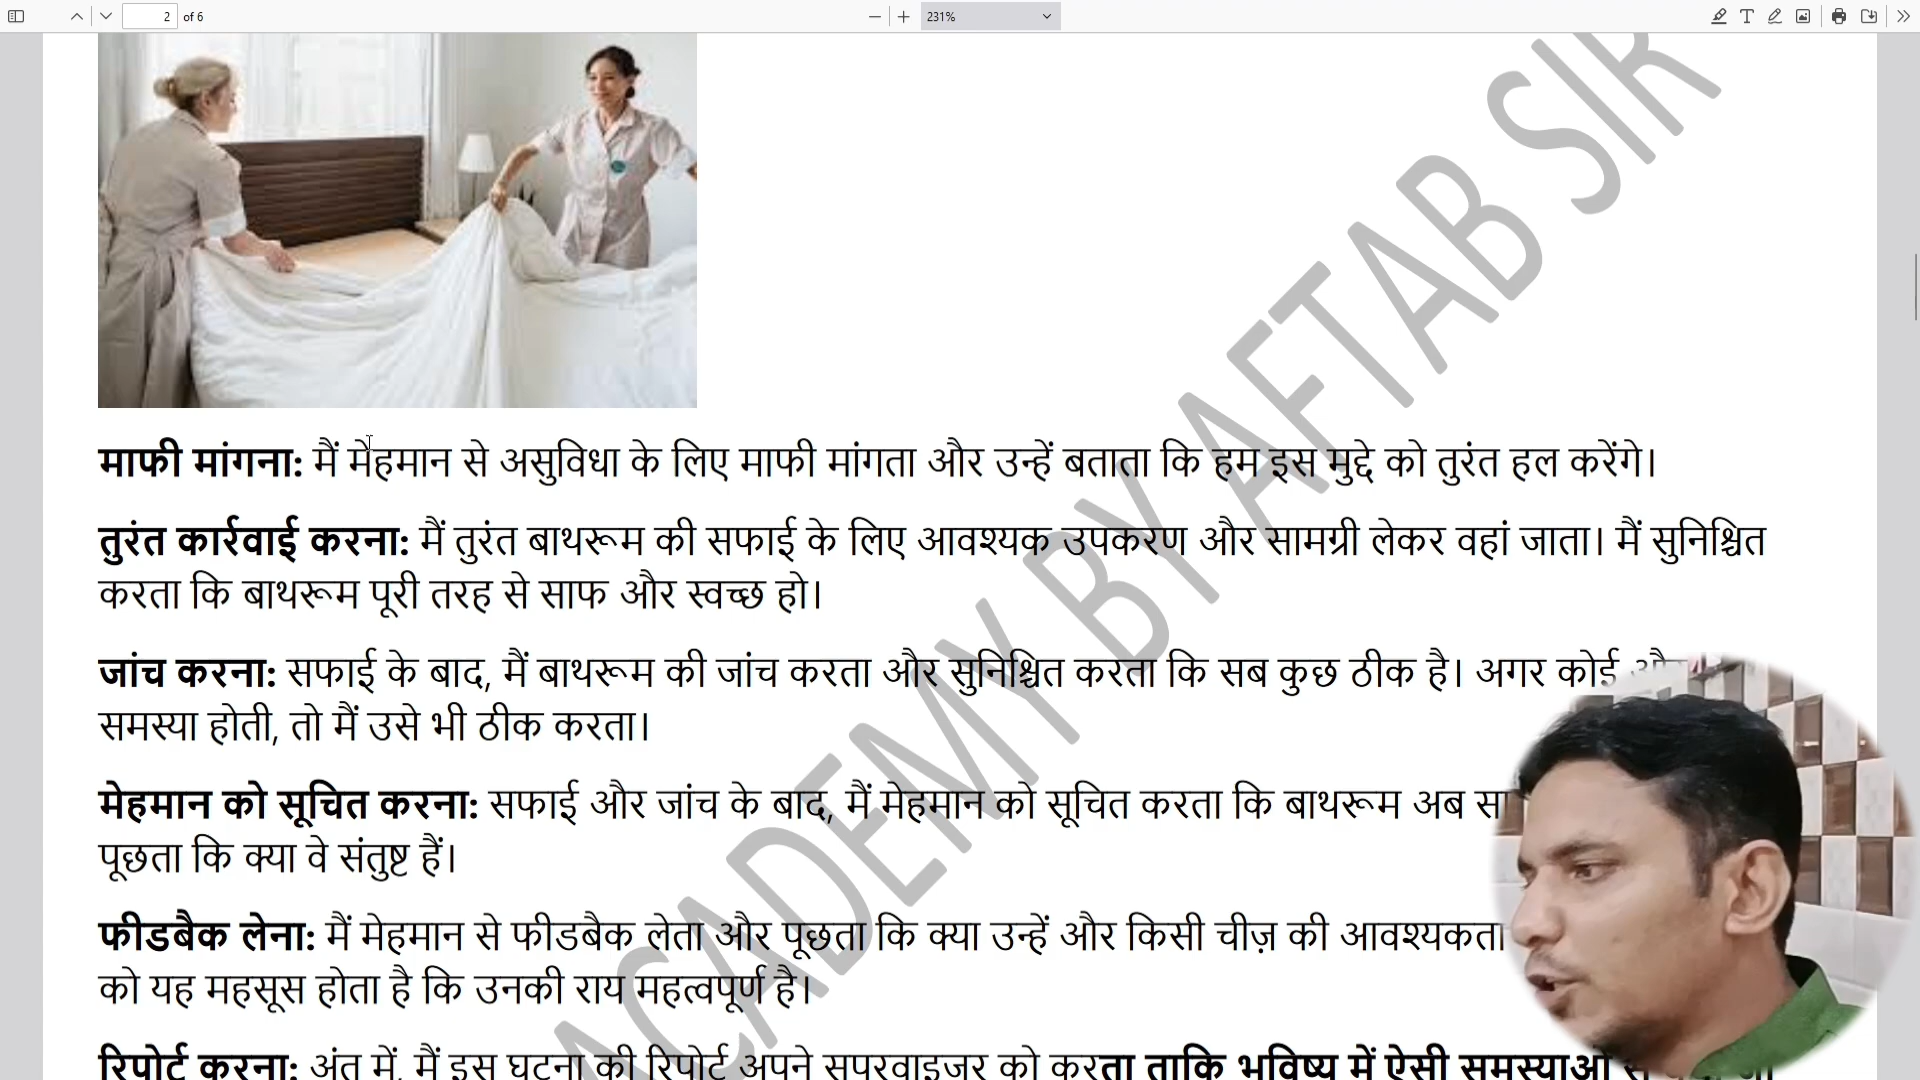 2 of 6 231%
माफी मांगना: मैं मेहमान से असुविधा के लिए माफी मांगता और उन्हें बताता कि हम इस मुद्दे को तुरंत हल करेंगे।
तुरंत कार्रवाई करना: मैं तुरंत बाथरूम की सफाई के लिए आवश्यक उपकरण और सामग्री लेकर वहां जाता। मैं सुनिश्चित
करता कि बाथरूम पूरी तरह से साफ और स्वच्छ हो।
जांच करना: सफाई के बाद, मैं बाथरूम की जांच करता और सुनिश्चित करता कि सब कुछ ठीक है। अगर कोई और
समस्या होती, तो मैं उसे भी ठीक करता।
मेहमान को सूचित करना: सफाई और जांच के बाद, मैं मेहमान को सूचित करता कि बाथरूम अब
पूछता कि क्या वे संतुष्ट हैं।
फीडबैक लेना: मैं मेहमान से फीडबैक लेता और पूछता कि क्या उन्हें और किसी चीज़ की आवश्यकता
को यह महसूस होता है कि उनकी राय महत्वपूर्ण है।
रिपोर्ट करना: अंत में, मैं इस घटना की रिपोर्ट अपने सुपरवाइजर को करता ताकि भविष्य में ऐसी समस्याओं
ACADEMY BY AFTAB SIR